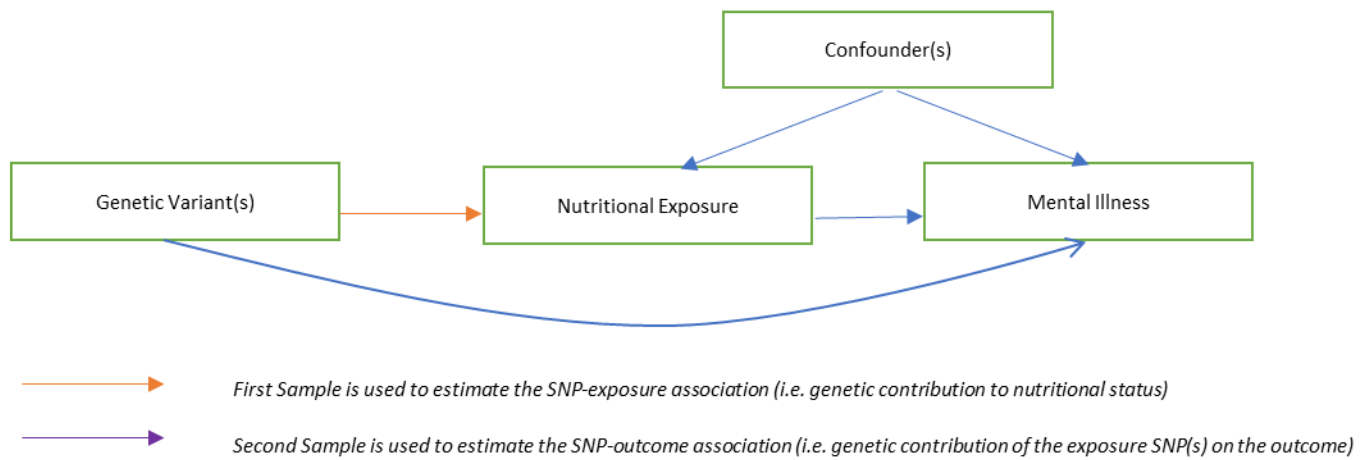 Confounder(s)
Genetic Variant(s)
Nutritional Exposure
Mental Illness
First Sample is used to estimate the SNP-exposure association (i.e. genetic contribution to nutritional status)
Second Sample is used to estimate the SNP-outcome association (i.e. genetic contribution of the exposure SNP(s) on the outcome)